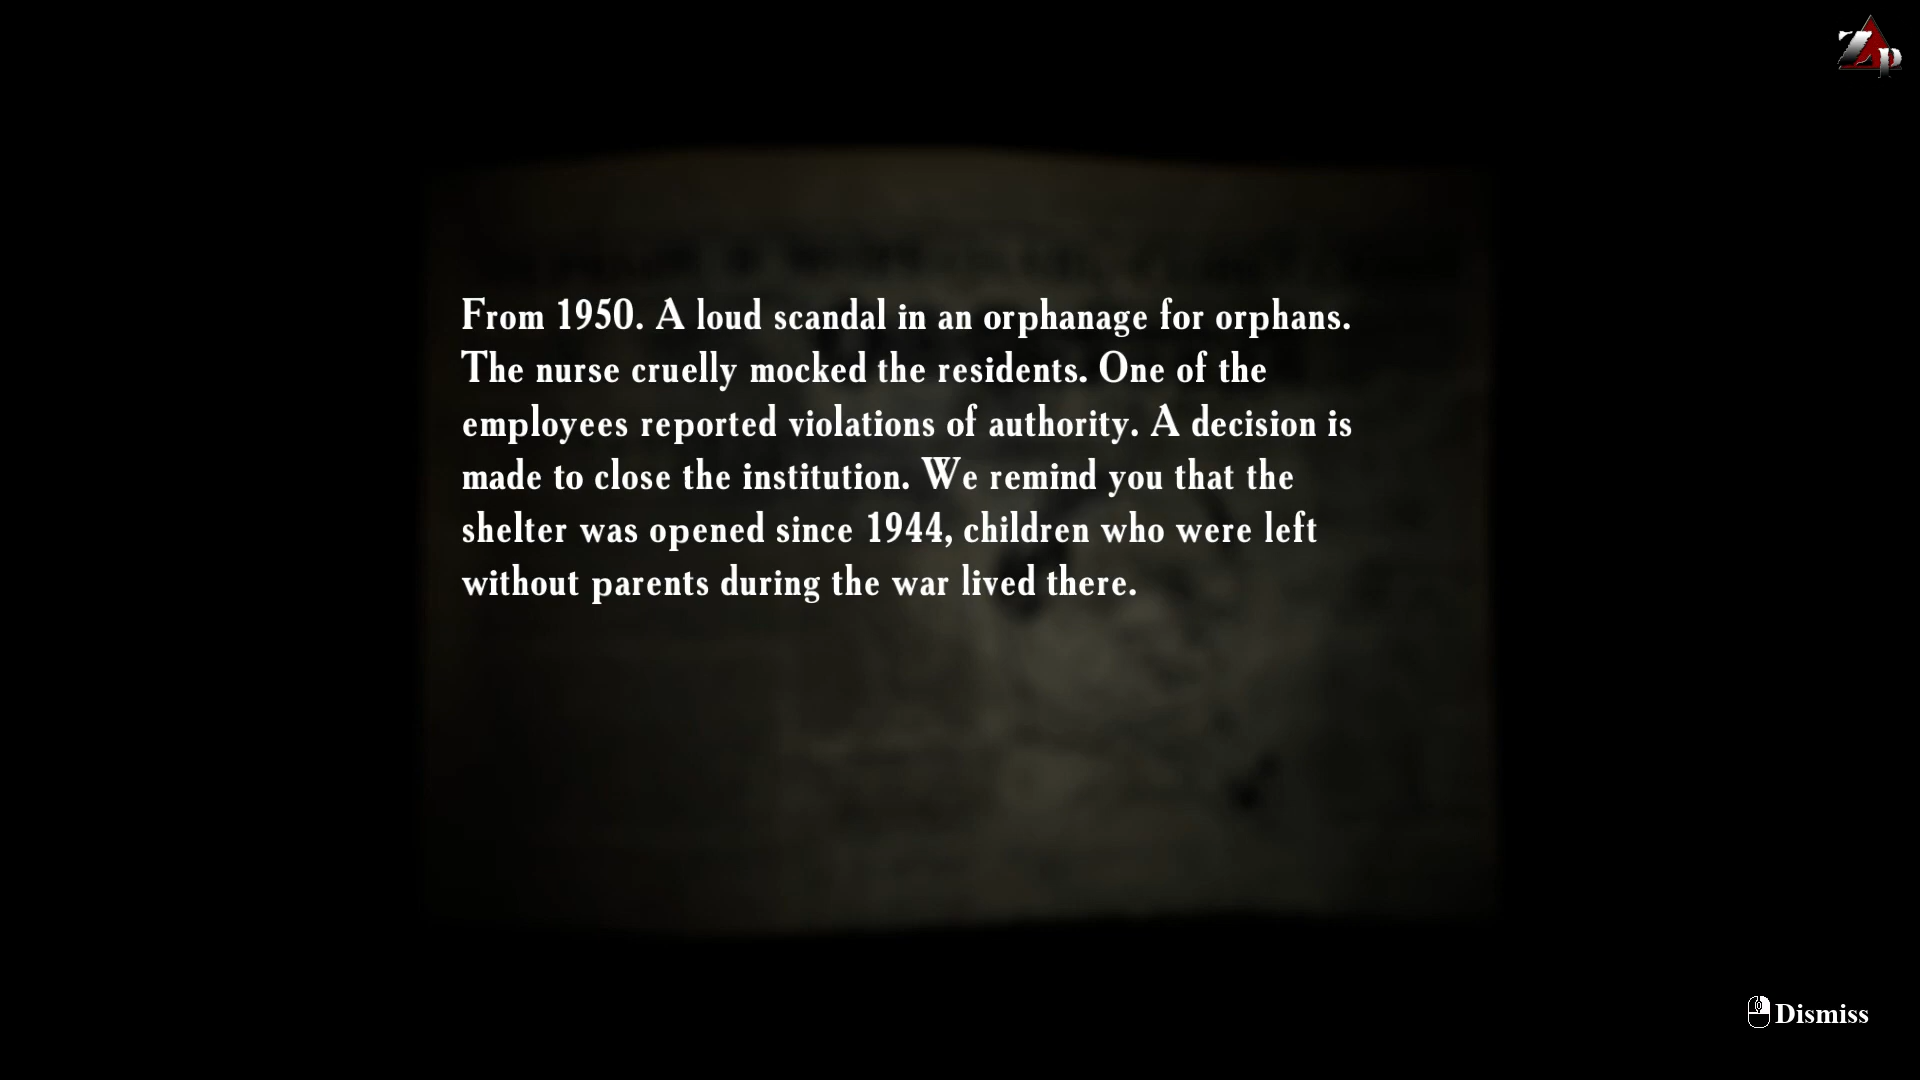 Zp
From 1950. A loud scandal in an orphanage for orphans.
The nurse cruelly mocked the residents. One of the
employees reported violations of authority. A decision is
made to close the institution. We remind you that the
shelter was opened since 1944, children who were left
without parents during the war lived there.
Dismiss